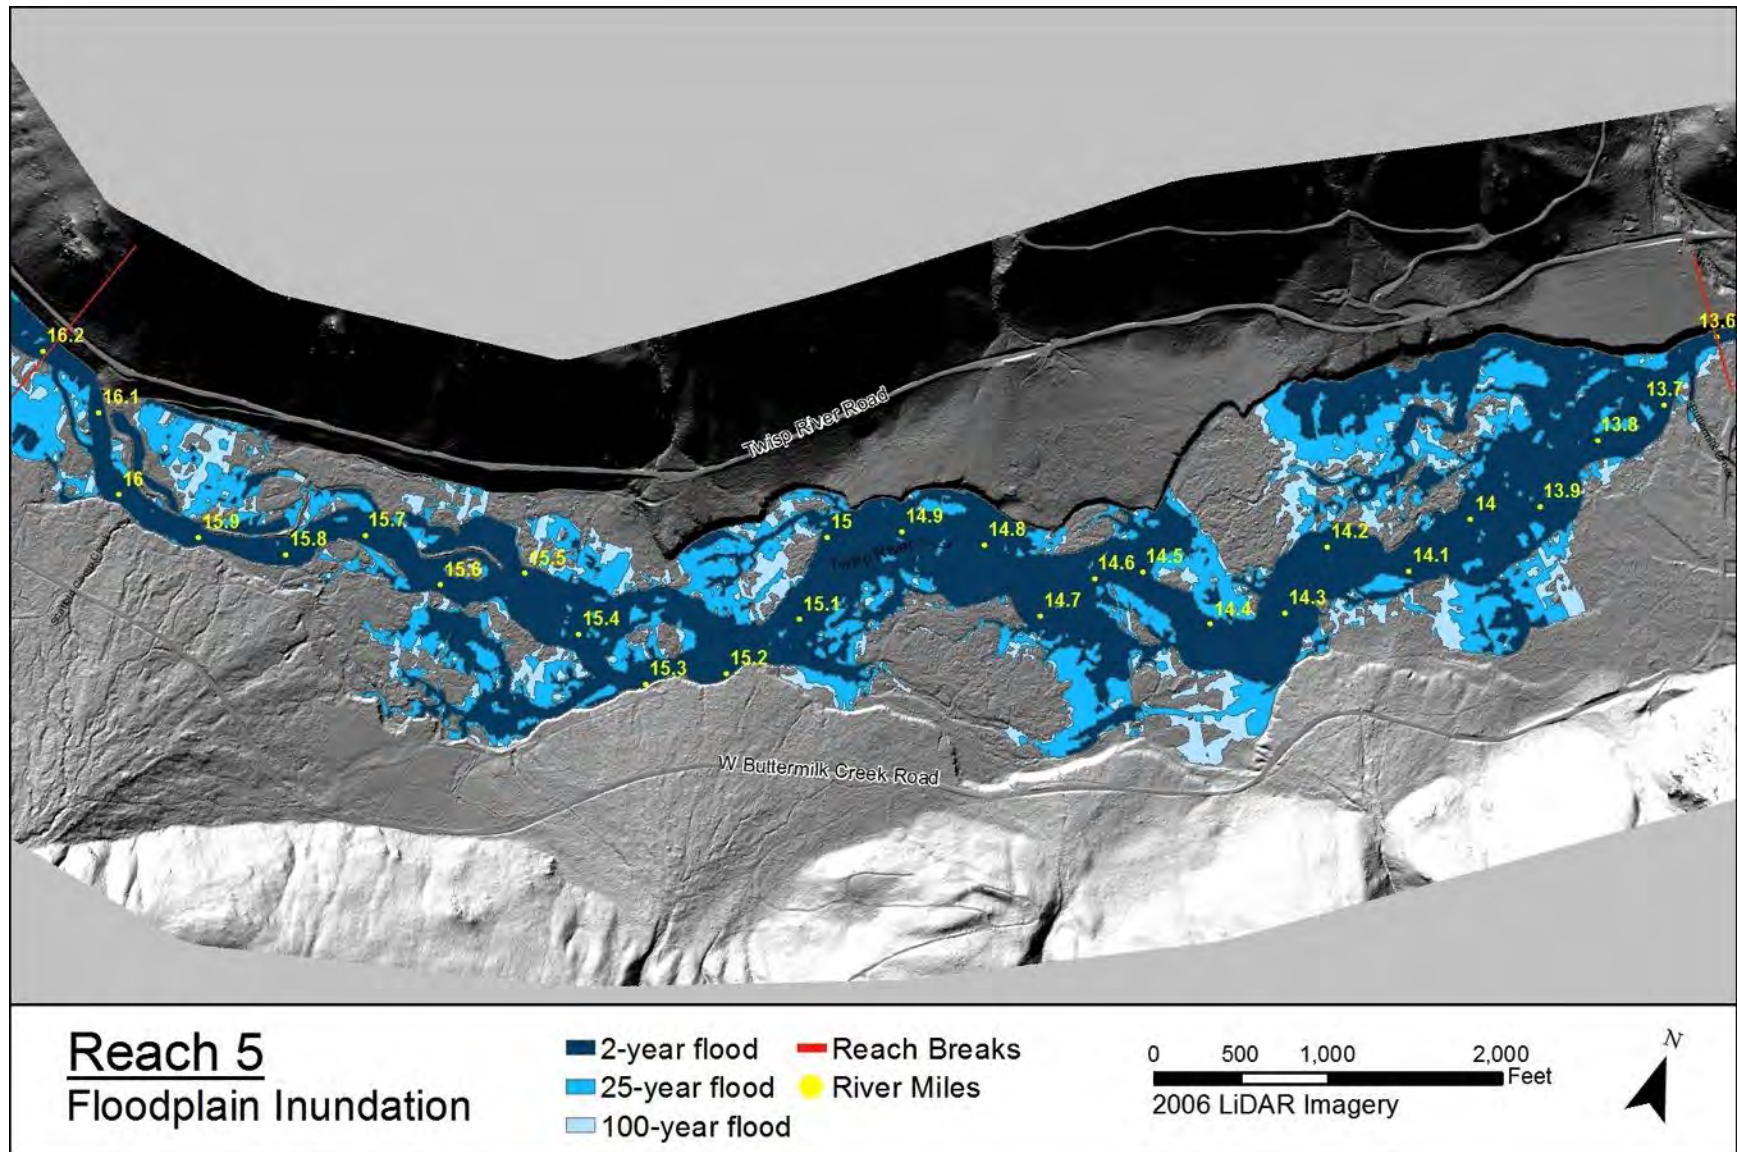 16.2
16.1
16
15.9
15.8
15.7
15.6
15.5
15.4
15.3
15.2
15.1
15
14.9
14.8
14.7
14.6
14.5
14.4
14.3
14.2
14.1
14
13.9
13.8
13.7
13.6
Twisp River Road
Twisp River
W Buttermilk Creek Road
Reach 5
Floodplain Inundation
2-year flood
25-year flood
100-year flood
Reach Breaks
River Miles
0 500 1,000 2,000
Feet
2006 LiDAR Imagery
N